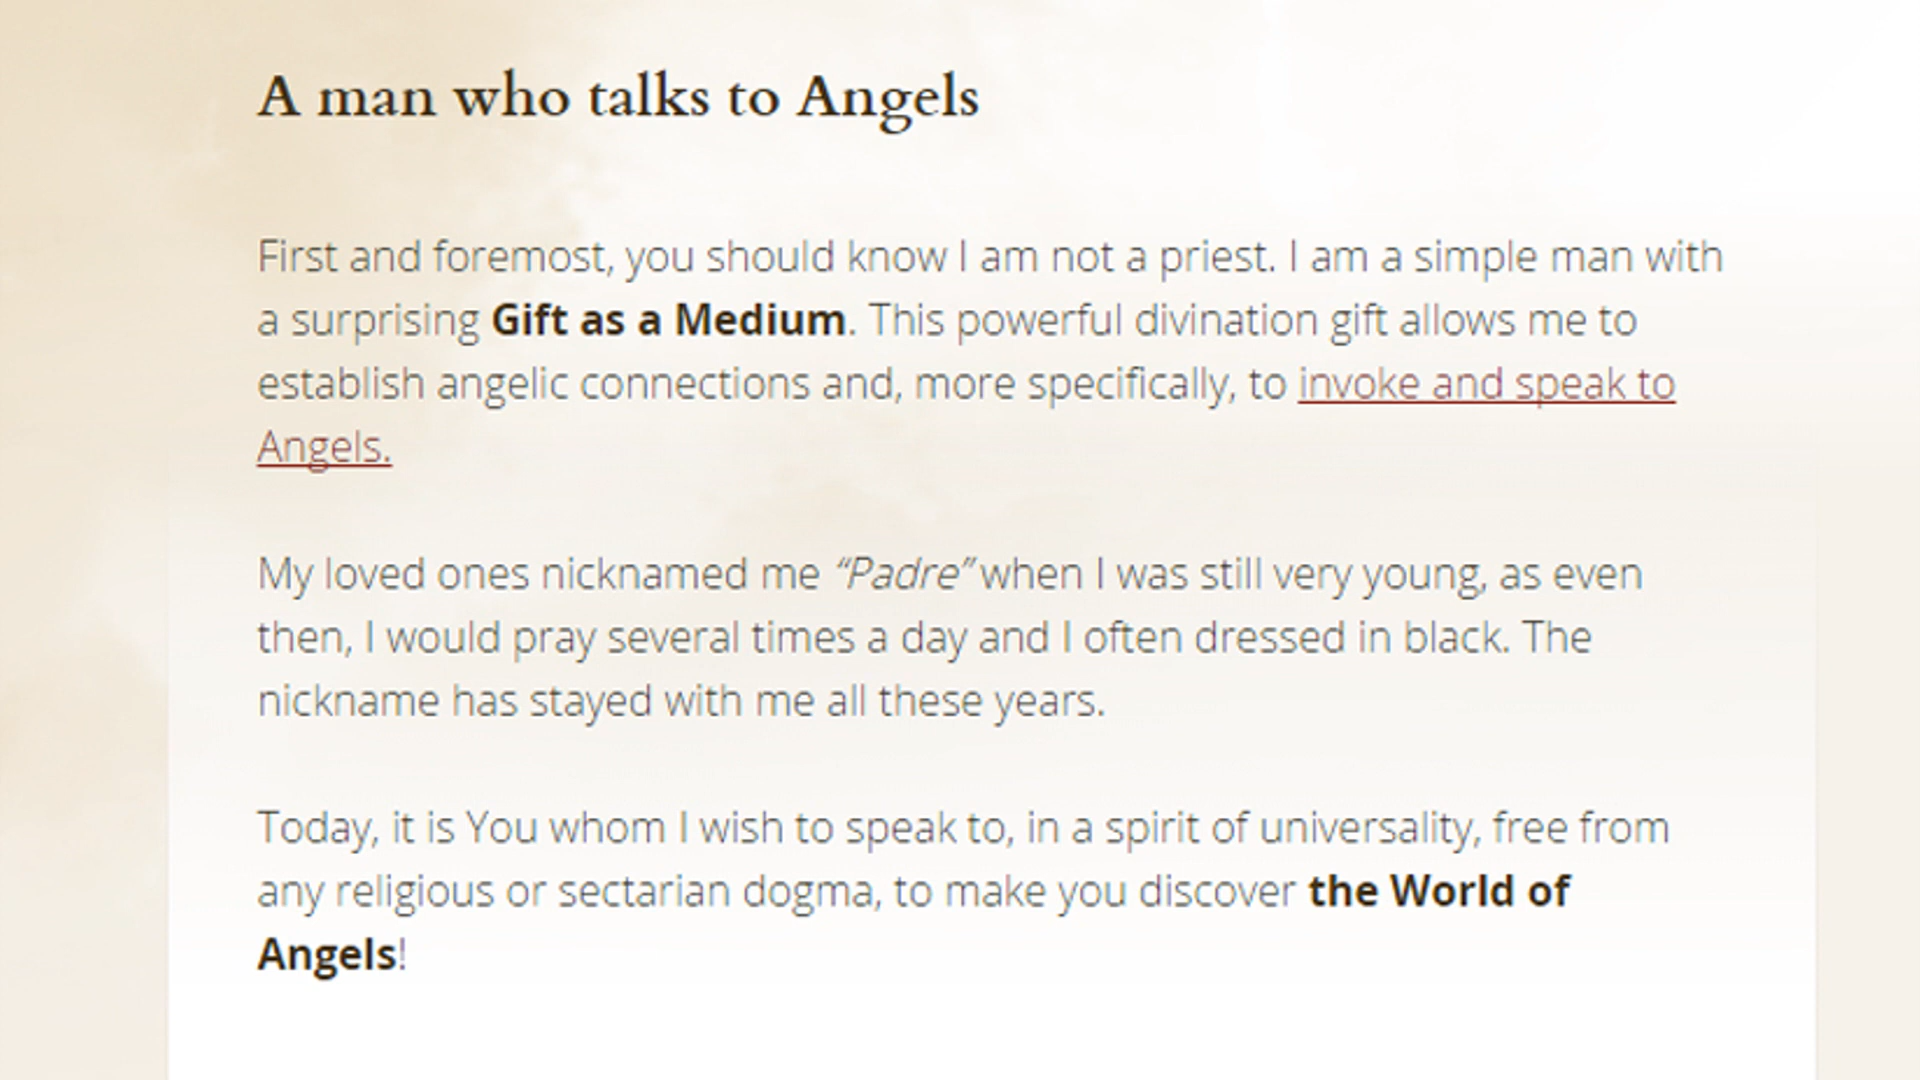 A man who talks to Angels
First and foremost, you should know I am not a priest. I am a simple man with
a surprising Gift as a Medium. This powerful divination gift allows me to
establish angelic connections and, more specifically, to invoke and speak to
Angels.
My loved ones nicknamed me “Padre” when I was still very young, as even
then, I would pray several times a day and I often dressed in black. The
nickname has stayed with me all these years.
Today, it is You whom I wish to speak to, in a spirit of universality, free from
any religious or sectarian dogma, to make you discover the World of
Angels!